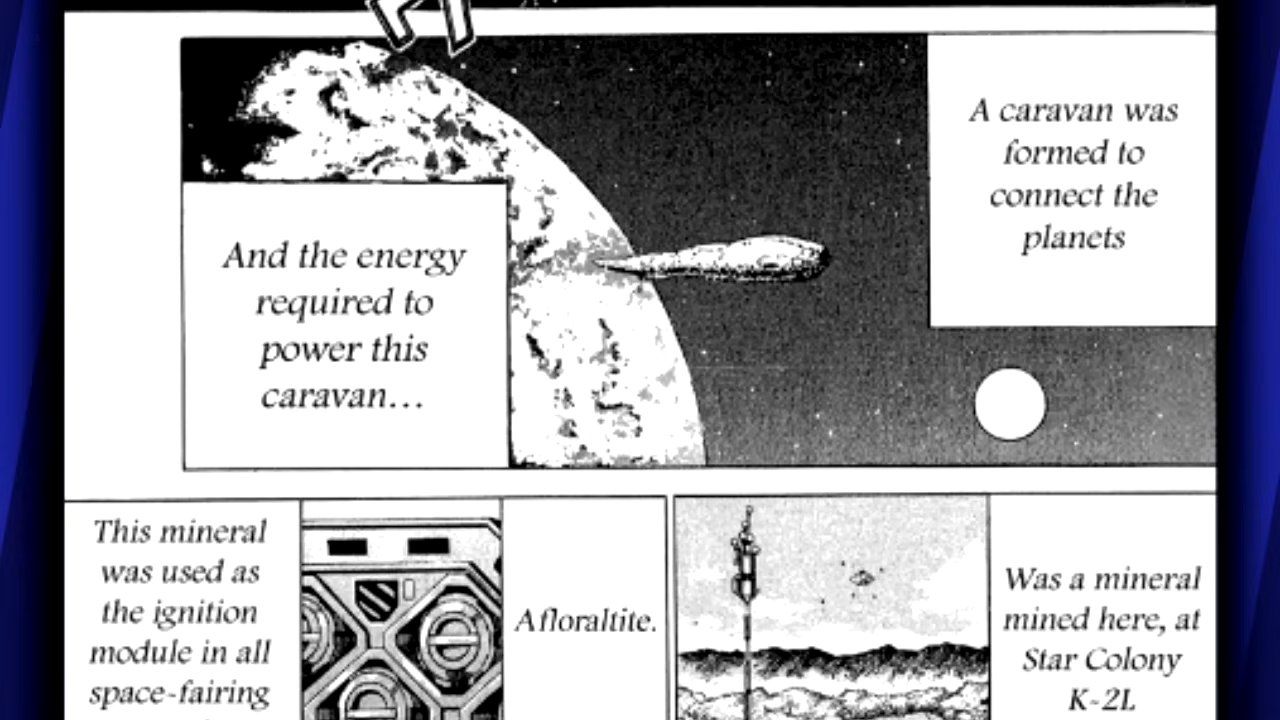 A caravan was
formed to
connect the
planets
And the energy
required to
power this
caravan...
Was a mineral
mined here, at
Star Colony
K-2L
Afloraltite.
This mineral
was used as
the ignition
module in all
space-fairing